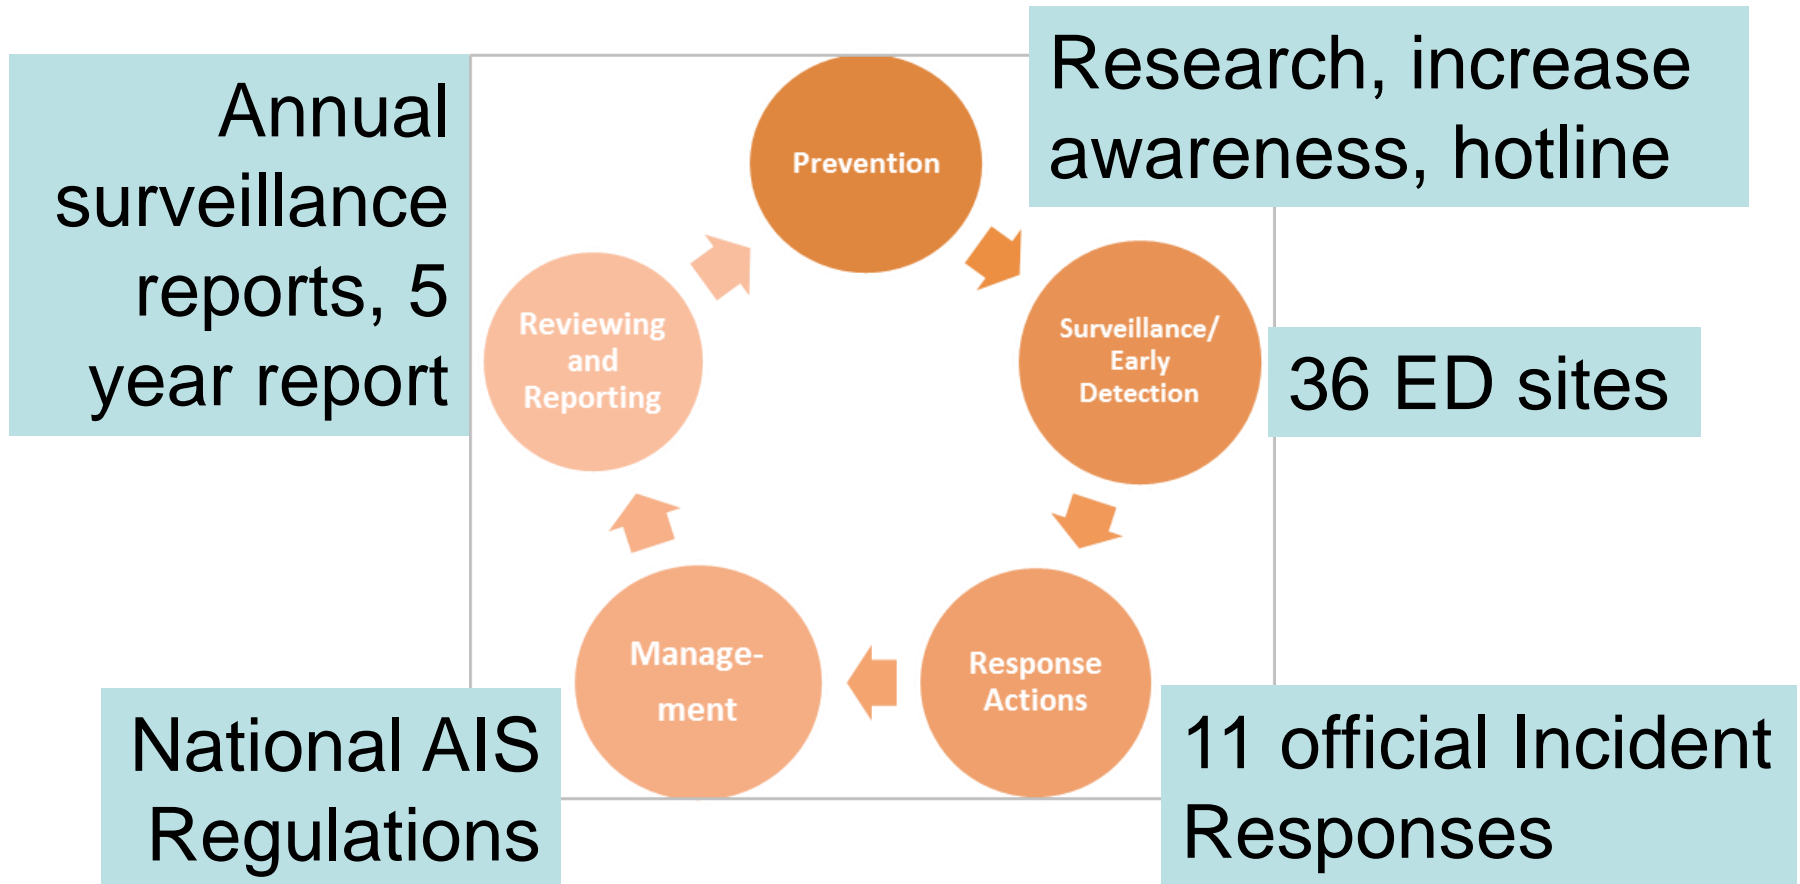 Annual
surveillance
reports, 5
year report
Prevention
Research, increase
awareness, hotline
Reviewing
and
Reporting
Surveillance/
Early
Detection
36 ED sites
Manage-
ment
Response
Actions
National AIS
Regulations
11 official Incident
Responses